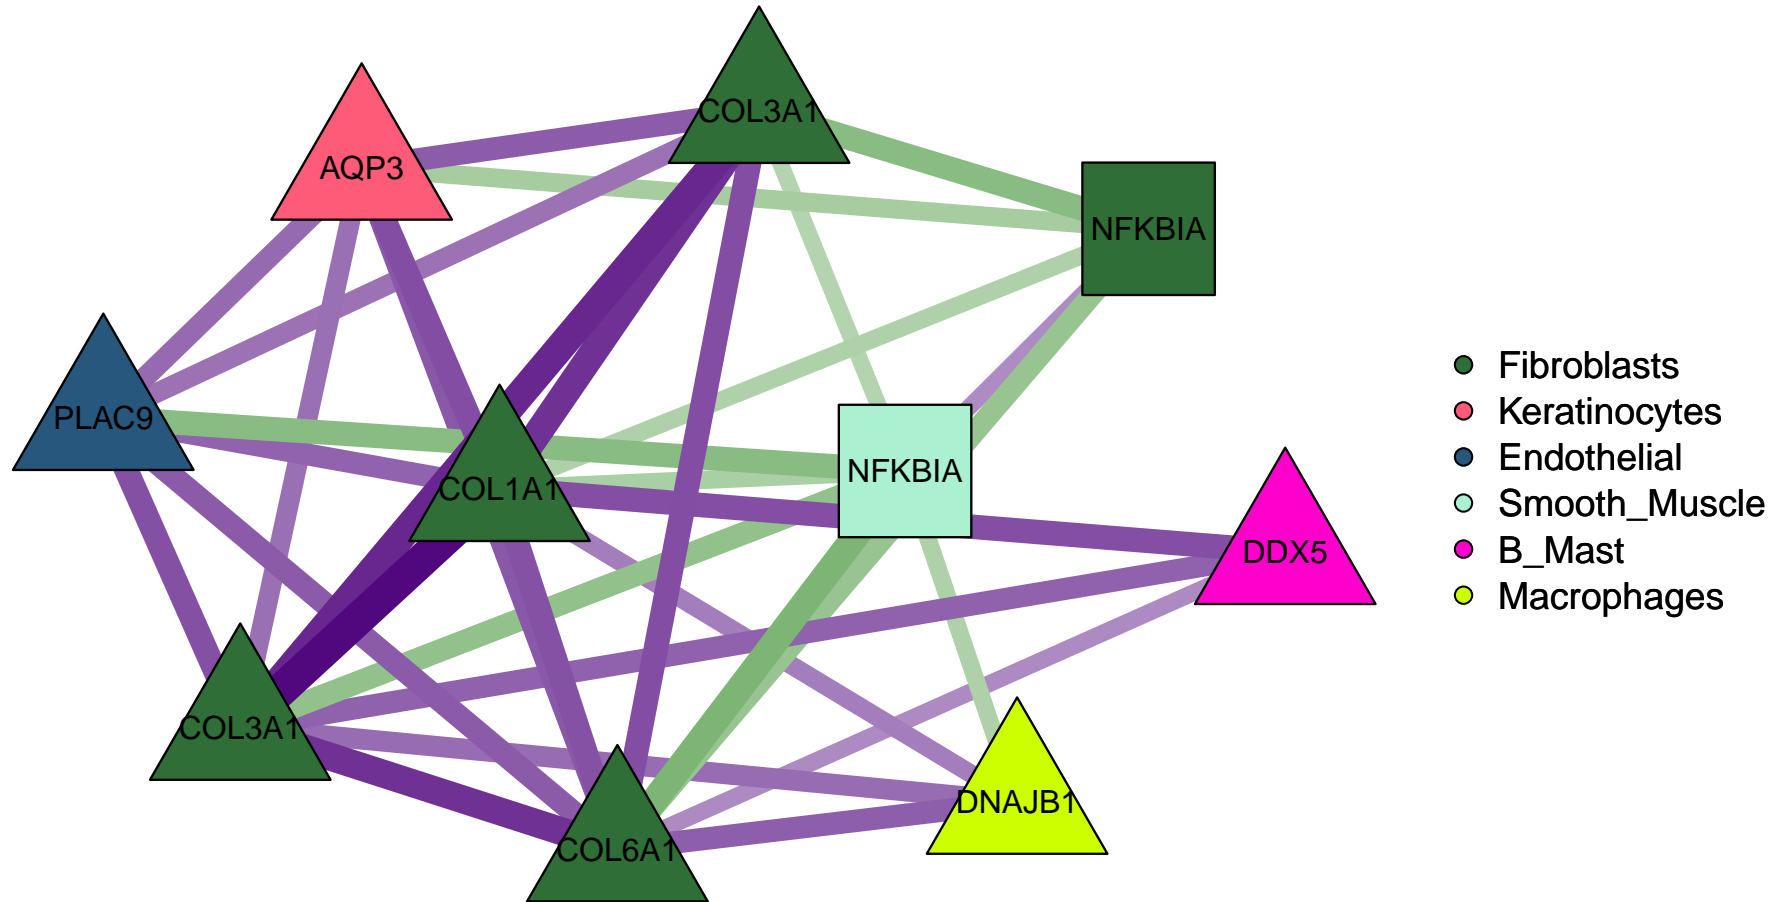 COL3A1
AQP3
NFKBIA
PLAC9
COL1A1
NFKBIA
DDX5
COL3A1
COL6A1
DNAJB1
Fibroblasts
Keratinocytes
Endothelial
Smooth_Muscle
B_Mast
Macrophages